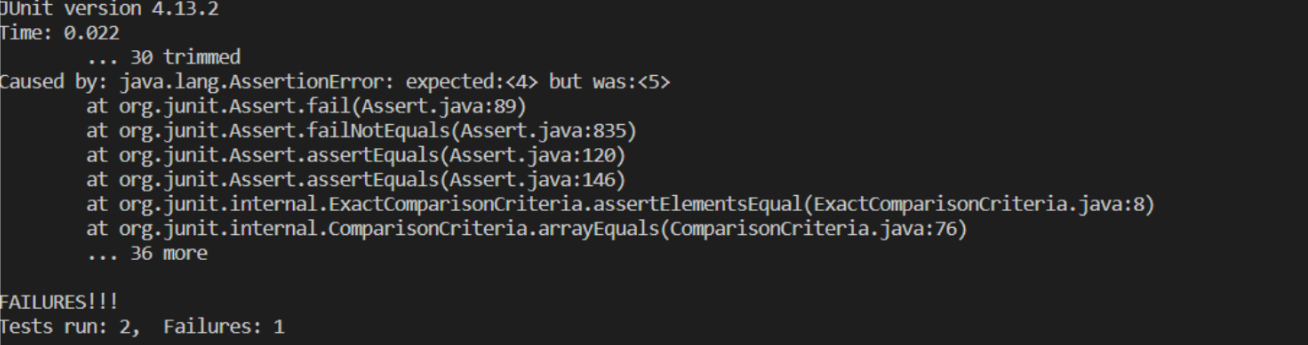 JUnit version 4.13.2
Time: 0.022
... 30 trimmed
Caused by: java.lang.AssertionError: expected:<4> but was:<5>
at org.junit.Assert.fail(Assert.java:89)
at org.junit.Assert.failNotEquals(Assert.java:835)
at org.junit.Assert.assertEquals(Assert.java:120)
at org.junit.Assert.assertEquals(Assert.java:146)
at org.junit.internal.ExactComparisonCriteria.assertElementsEqual(ExactComparisonCriteria.java:8)
at org.junit.internal.ComparisonCriteria.arrayEquals(ComparisonCriteria.java:76)
... 36 more
FAILURES!!!
Tests run: 2,  Failures: 1